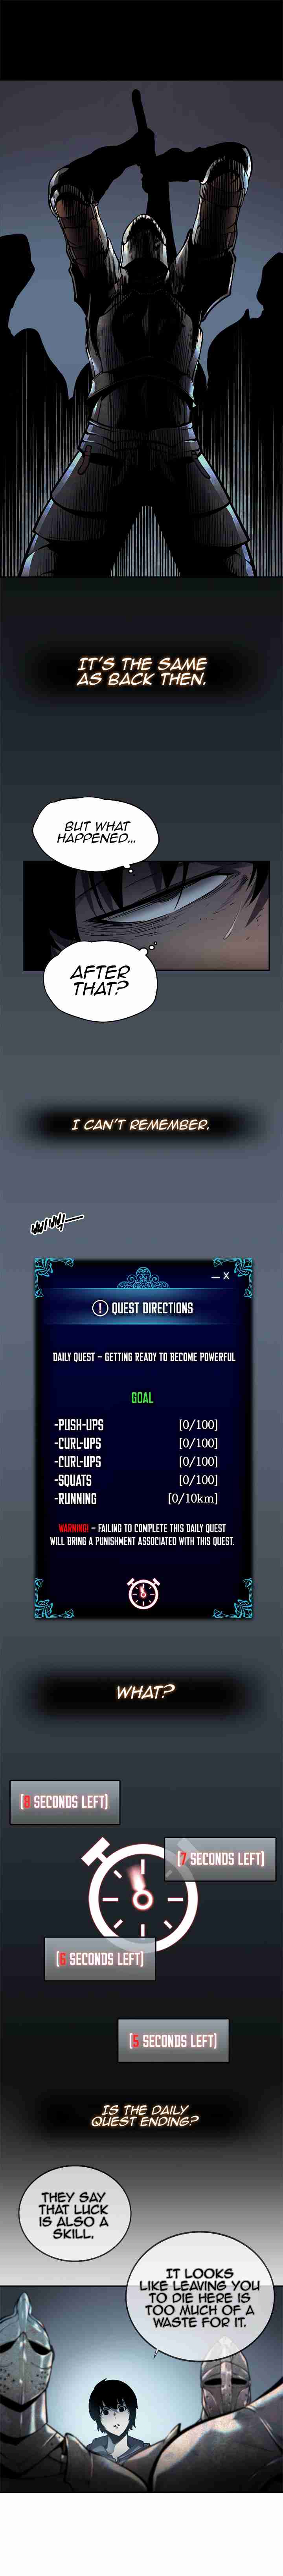 IT'S THE SAME
AS BACK THEN.
BUT WHAT
HAPPENED...
AFTER
THAT?
I CAN'T REMEMBER.
— X
! QUEST DIRECTIONS
DAILY QUEST - GETTING READY TO BECOME POWERFUL
GOAL
-PUSH-UPS [0/100]
-CURL-UPS [0/100]
-CURL-UPS [0/100]
-SQUATS [0/100]
-RUNNING [0/10km]
WARNING! - FAILING TO COMPLETE THIS DAILY QUEST
WILL BRING A PUNISHMENT ASSOCIATED WITH THIS QUEST.
WHAT?
[8 SECONDS LEFT]
[7 SECONDS LEFT]
[6 SECONDS LEFT]
[5 SECONDS LEFT]
IS THE DAILY
QUEST ENDING?
THEY SAY
THAT LUCK
IS ALSO A
SKILL.
IT LOOKS
LIKE LEAVING YOU
TO DIE HERE IS
TOO MUCH OF A
WASTE FOR IT.